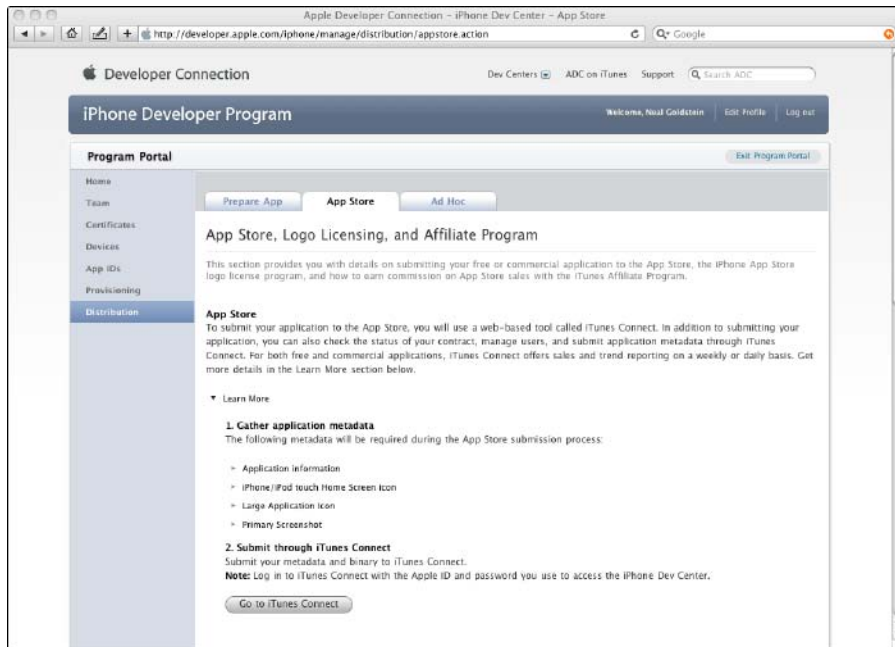 Apple Developer Connection – iPhone Dev Center – App Store
http://developer.apple.com/iphone/manage/distribution/appstore.action
Google
Developer Connection
Dev Centers
ADC on iTunes
Support
Search ADC
iPhone Developer Program
Welcome, Neal Goldstein
Edit Profile
Log out
Program Portal
Exit Program Portal
Home
Team
Certificates
Devices
App IDs
Provisioning
Distribution
Prepare App
App Store
Ad Hoc
App Store, Logo Licensing, and Affiliate Program
This section provides you with details on submitting your free or commercial application to the App Store, the iPhone App Store
logo license program, and how to earn commission on App Store sales with the iTunes Affiliate Program.
App Store
To submit your application to the App Store, you will use a web-based tool called iTunes Connect. In addition to submitting your
application, you can also check the status of your contract, manage users, and submit application metadata through iTunes
Connect. For both free and commercial applications, iTunes Connect offers sales and trend reporting on a weekly or daily basis. Get
more details in the Learn More section below.
Learn More
1. Gather application metadata
The following metadata will be required during the App Store submission process:
Application information
iPhone/iPod touch Home Screen Icon
Large Application Icon
Primary Screenshot
2. Submit through iTunes Connect
Submit your metadata and binary to iTunes Connect.
Note: Log in to iTunes Connect with the Apple ID and password you use to access the iPhone Dev Center.
Go to iTunes Connect